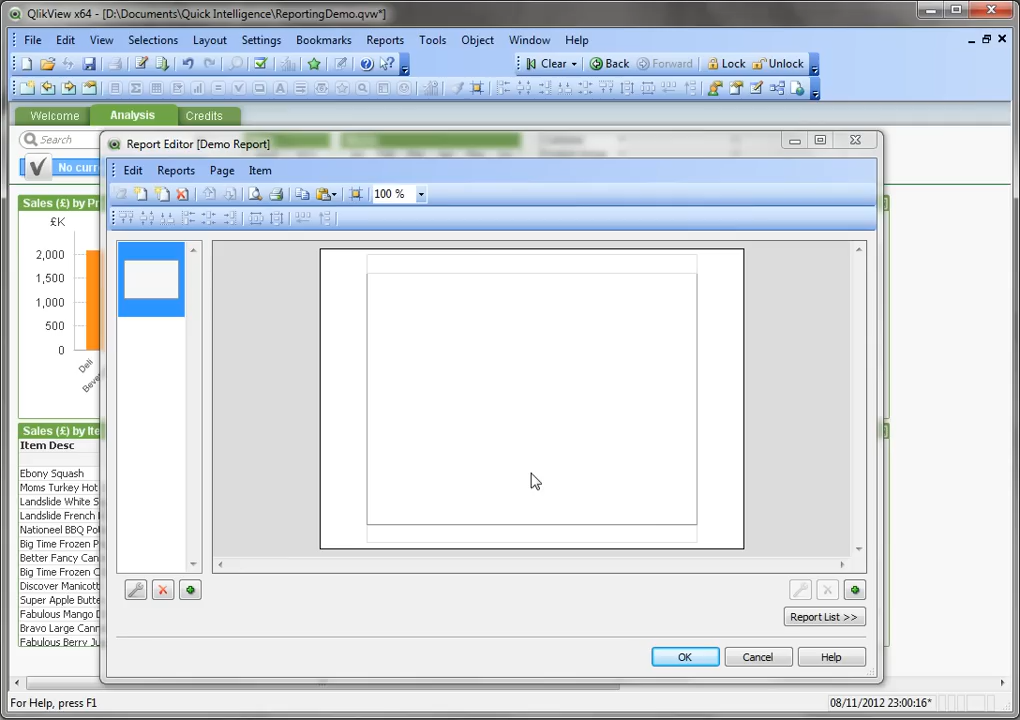 QlikView x64 - [D:\Documents\Quick Intelligence\ReportingDemo.qvw*]
File Edit View Selections Layout Settings Bookmarks Reports Tools Object Window Help
Clear Back Forward Lock Unlock
Welcome Analysis Credits
Search
No curr
Report Editor [Demo Report]
Edit Reports Page Item
100 %
Sales (£) by Pr
£K
2,000
1,500
1,000
500
0
Deli
Beve
Sales (£) by Ite
Item Desc
Ebony Squash
Moms Turkey Hot
Landslide White S
Landslide French
Nationeel BBQ Po
Big Time Frozen P
Better Fancy Can
Big Time Frozen C
Discover Manicott
Super Apple Butte
Fabulous Mango D
Bravo Large Cann
Fabulous Berry Ju
Report List >>
OK Cancel Help
For Help, press F1
08/11/2012 23:00:16*